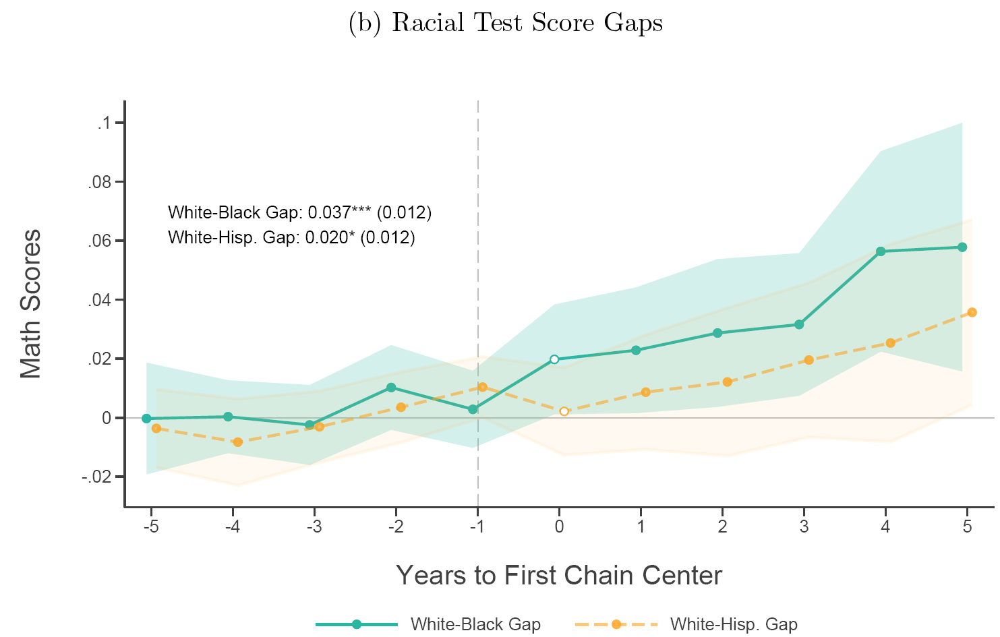 (b) Racial Test Score Gaps
Math Scores
.1
.08
.06
.04
.02
0
-.02
White-Black Gap: 0.037*** (0.012)
White-Hisp. Gap: 0.020* (0.012)
-5 -4 -3 -2 -1 0 1 2 3 4 5
Years to First Chain Center
White-Black Gap White-Hisp. Gap